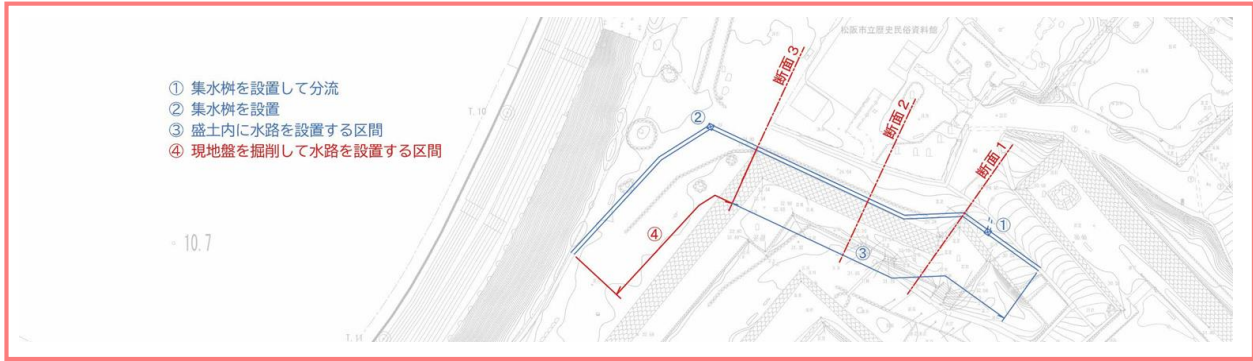 松阪市立歴史民俗資料館
① 集水桝を設置して分流
② 集水桝を設置
③ 盛土内に水路を設置する区間
④ 現地盤を掘削して水路を設置する区間
断面3
断面2
断面1
②
①
④
③
10.7
T.10
T.14